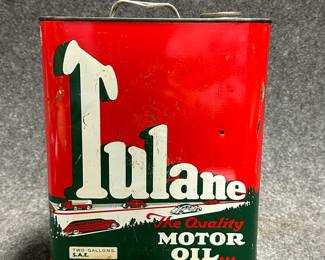 Tulane
The Quality
MOTOR
OIL...
TWO GALLONS
S.A.E.